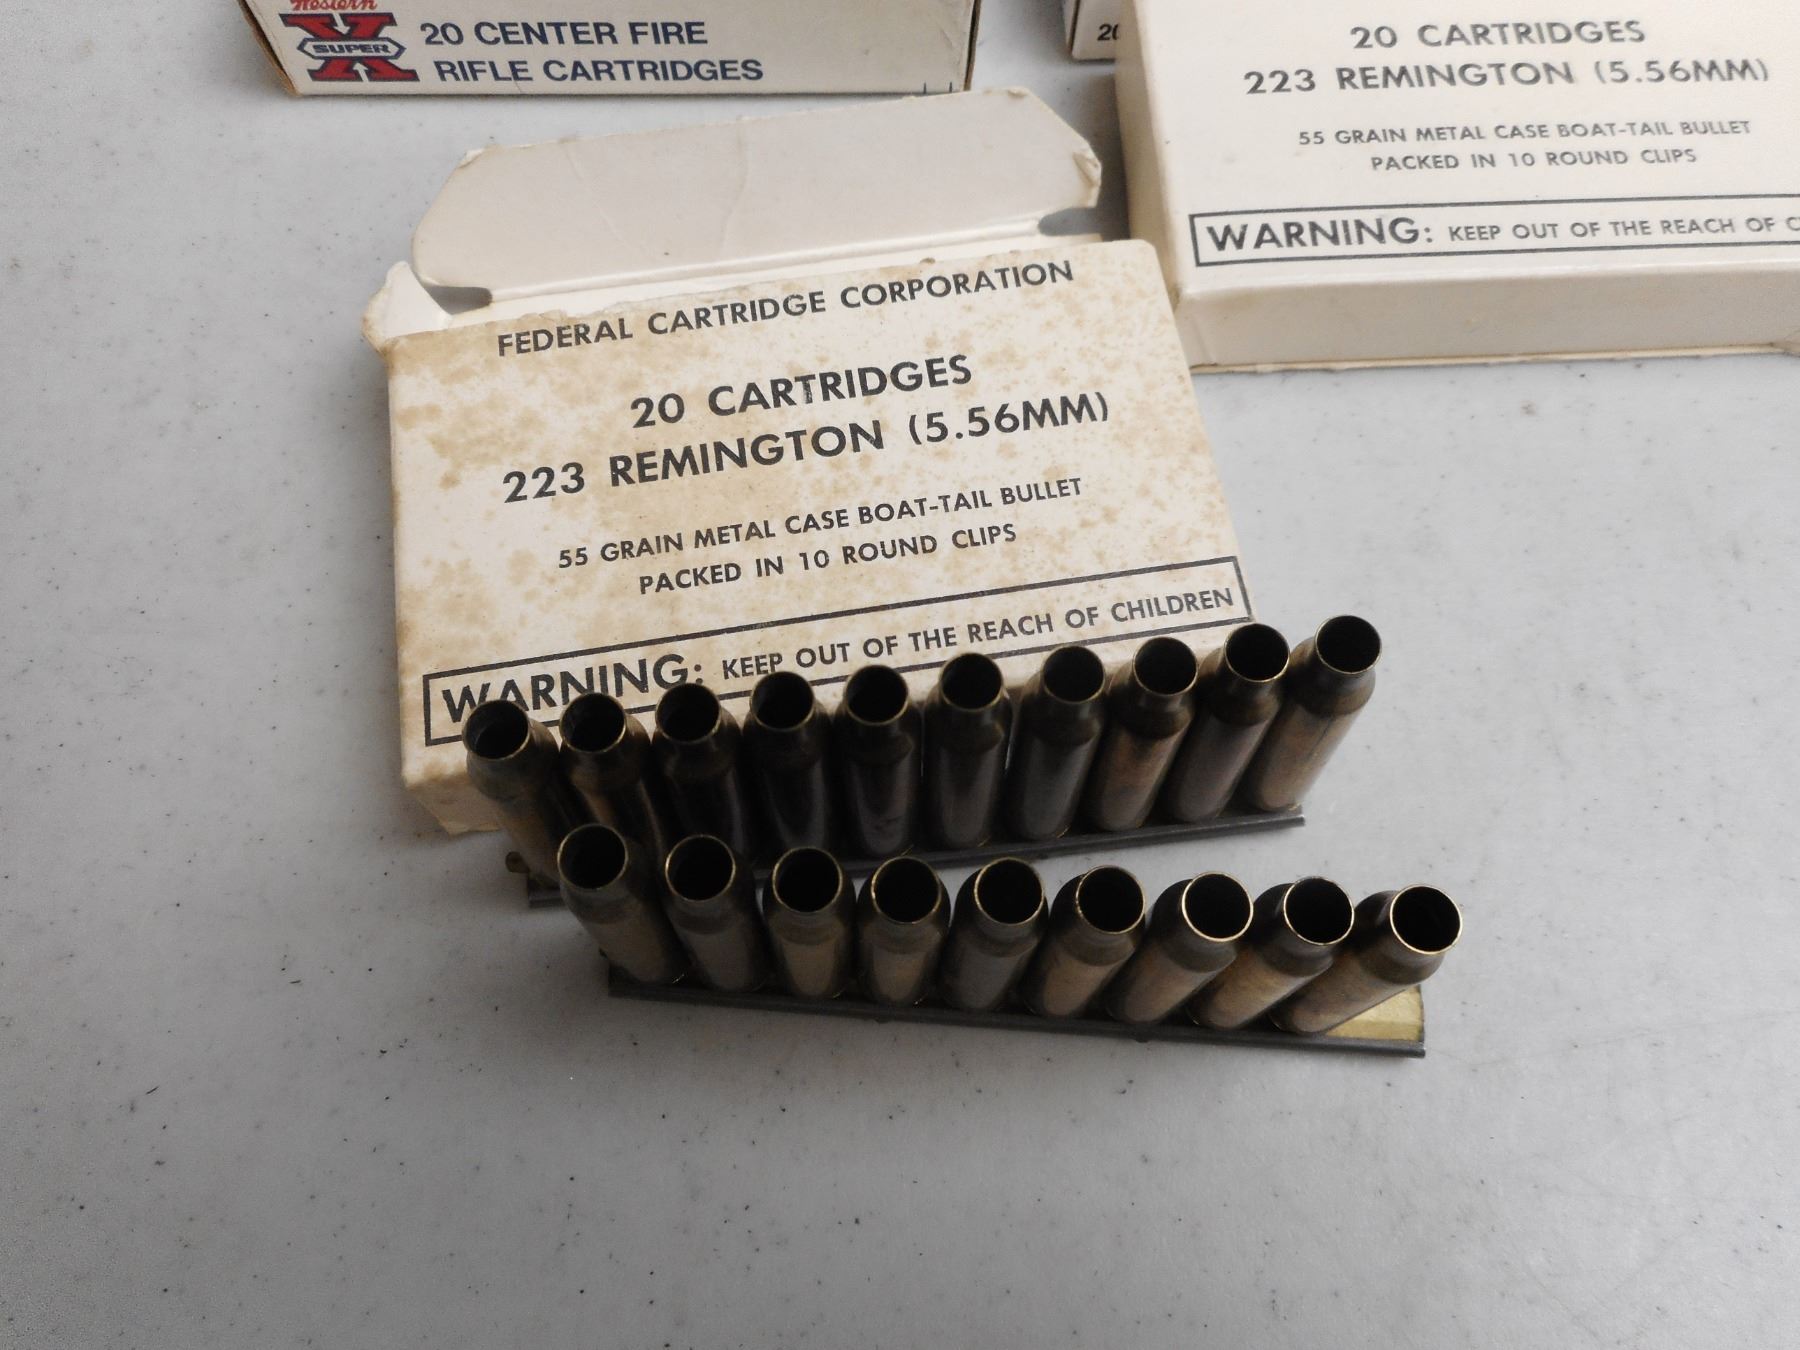 Western
SUPER X
20 CENTER FIRE
RIFLE CARTRIDGES
20
20 CARTRIDGES
223 REMINGTON (5.56MM)
55 GRAIN METAL CASE BOAT-TAIL BULLET
PACKED IN 10 ROUND CLIPS
WARNING: KEEP OUT OF THE REACH OF C
FEDERAL CARTRIDGE CORPORATION
20 CARTRIDGES
223 REMINGTON (5.56MM)
55 GRAIN METAL CASE BOAT-TAIL BULLET
PACKED IN 10 ROUND CLIPS
WARNING: KEEP OUT OF THE REACH OF CHILDREN